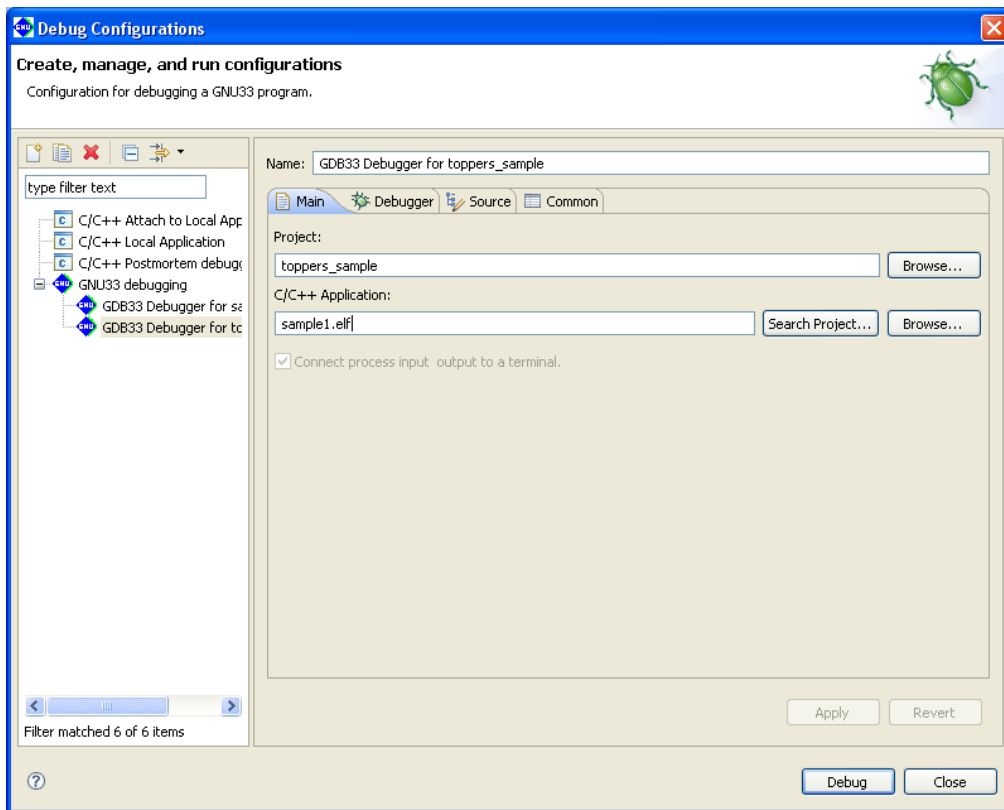 Debug Configurations
Create, manage, and run configurations
Configuration for debugging a GNU33 program.
type filter text
C/C++ Attach to Local App
C/C++ Local Application
C/C++ Postmortem debugg
GNU33 debugging
GDB33 Debugger for sa
GDB33 Debugger for to
Filter matched 6 of 6 items
Name: GDB33 Debugger for toppers_sample
Main Debugger Source Common
Project:
toppers_sample Browse...
C/C++ Application:
sample1.elf Search Project... Browse...
Connect process input output to a terminal.
Apply Revert
Debug Close